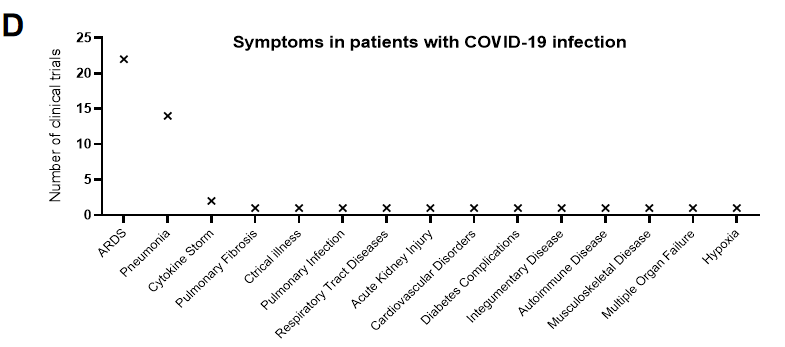 D
Symptoms in patients with COVID-19 infection
Number of clinical trials
25
20
15
10
5
0
ARDS
Pneumonia
Cytokine Storm
Pulmonary Fibrosis
Ctrical illness
Pulmonary Infection
Respiratory Tract Diseases
Acute Kidney Injury
Cardiovascular Disorders
Diabetes Complications
Integumentary Disease
Autoimmune Disease
Musculoskeletal Desase
Multiple Organ Failure
Hypoxia